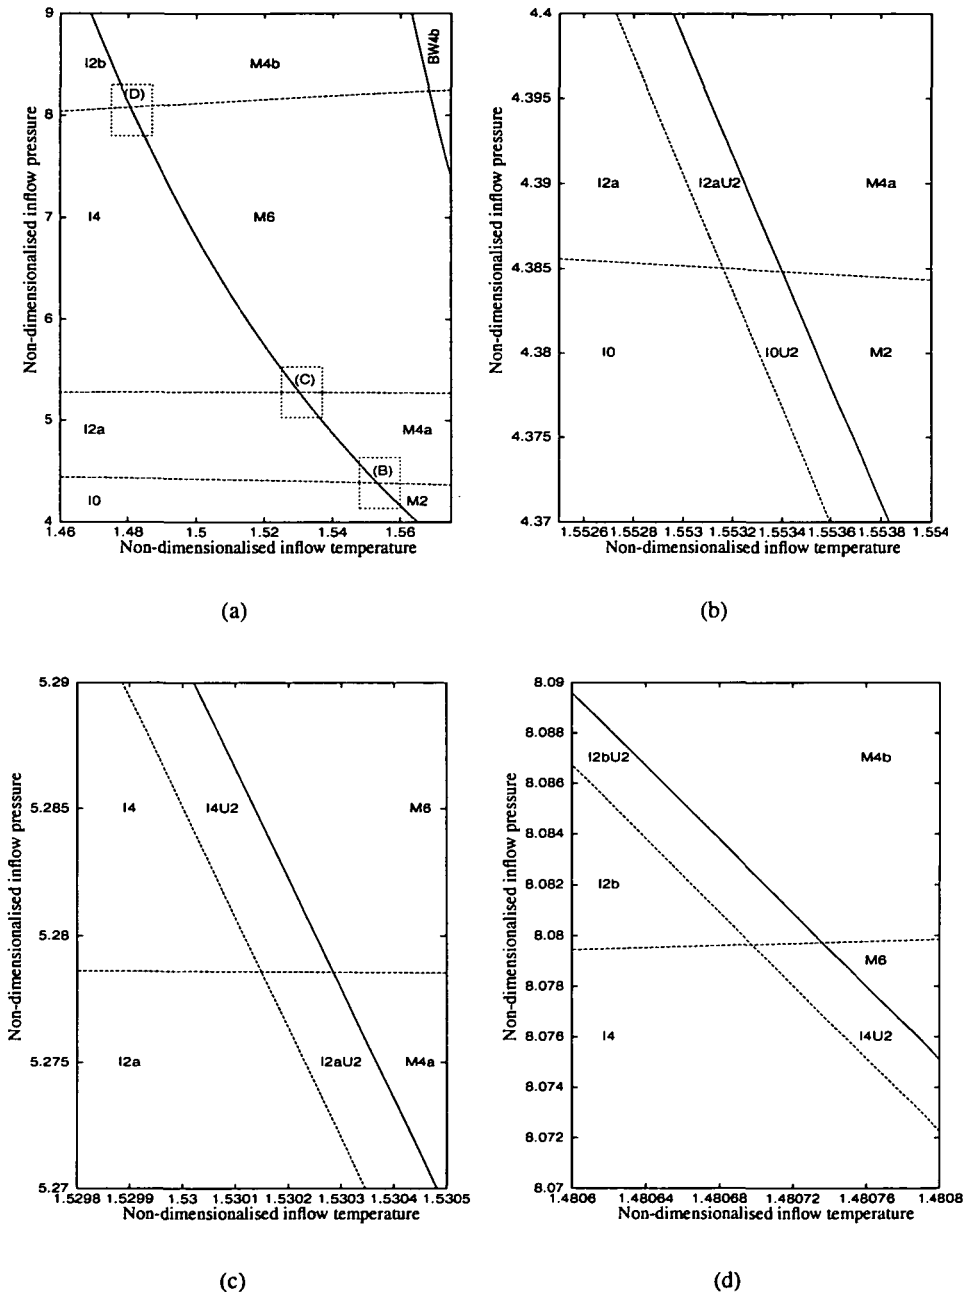 9
8
7
6
5
4
Non-dimensionalised inflow pressure
I2b
M4b
BW4b
(D)
I4
M6
(C)
I2a
M4a
(B)
I0
M2
1.46 1.48 1.5 1.52 1.54 1.56
Non-dimensionalised inflow temperature
(a)
4.4
4.395
4.39
4.385
4.38
4.375
4.37
Non-dimensionalised inflow pressure
I2a
I2aU2
M4a
I0
I0U2
M2
1.5526 1.5528 1.553 1.5532 1.5534 1.5536 1.5538 1.554
Non-dimensionalised inflow temperature
(b)
5.29
5.285
5.28
5.275
5.27
Non-dimensionalised inflow pressure
I4
I4U2
M6
I2a
I2aU2
M4a
1.5298 1.5299 1.53 1.5301 1.5302 1.5303 1.5304 1.5305
Non-dimensionalised inflow temperature
(c)
8.09
8.088
8.086
8.084
8.082
8.08
8.078
8.076
8.074
8.072
8.07
Non-dimensionalised inflow pressure
I2bU2
M4b
I2b
M6
I4
I4U2
1.4806 1.48064 1.48068 1.48072 1.48076 1.4808
Non-dimensionalised inflow temperature
(d)